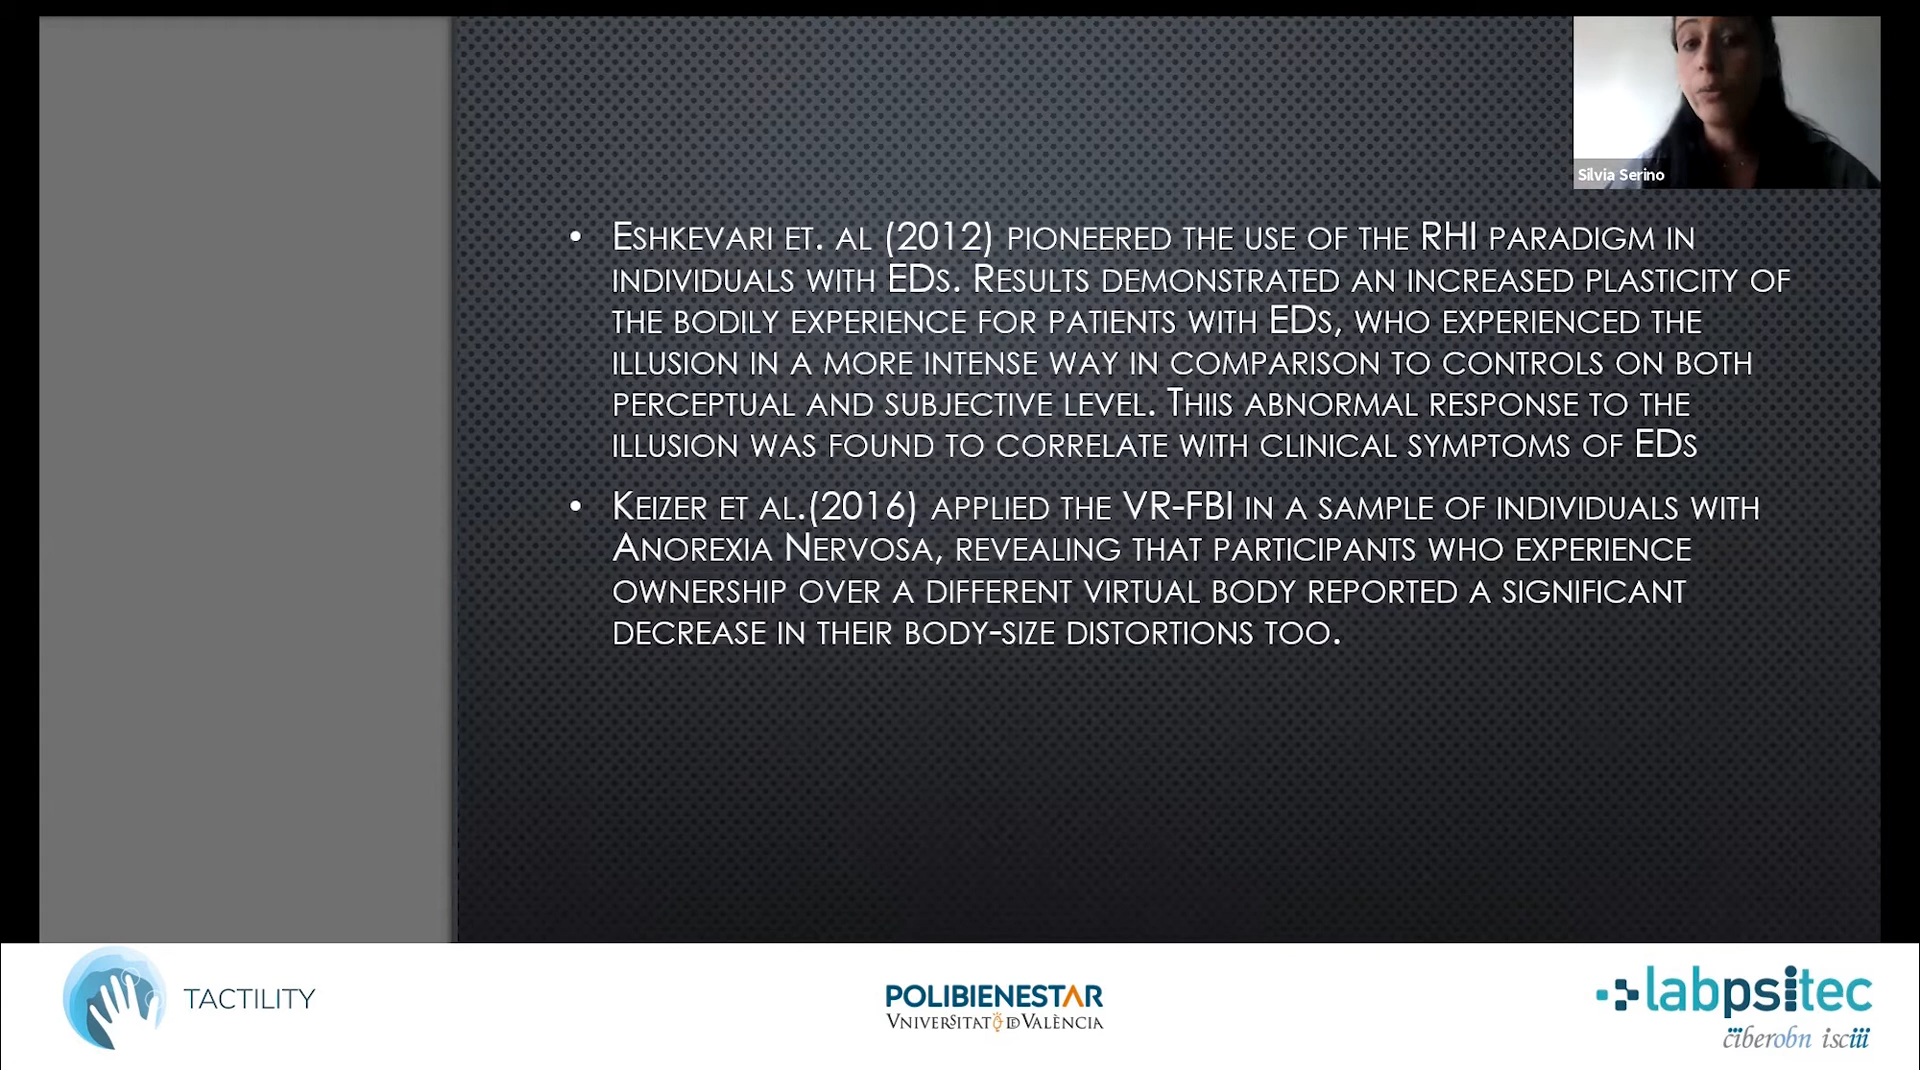 Silvia Serino
• Eshkevari et. al (2012) pioneered the use of the RHI paradigm in
individuals with EDs. Results demonstrated an increased plasticity of
the bodily experience for patients with EDs, who experienced the
illusion in a more intense way in comparison to controls on both
perceptual and subjective level. Thiis abnormal response to the
illusion was found to correlate with clinical symptoms of EDs
• Keizer et al.(2016) applied the VR-FBI in a sample of individuals with
Anorexia Nervosa, revealing that participants who experience
ownership over a different virtual body reported a significant
decrease in their body-size distortions too.
TACTILITY
POLIBIENESTAR
VNIVERSITAT DE VALÈNCIA
labpsitec
ciberobn isciii